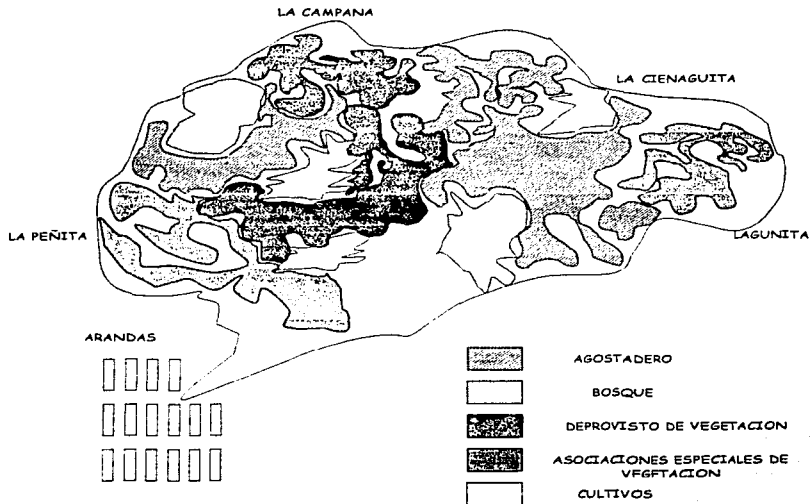 LA CAMPANA
LA CIENAGUITA
LA PEÑITA
LAGUNITA
ARANDAS
AGOSTADERO
BOSQUE
DEPROVISTO DE VEGETACION
ASOCIACIONES ESPECIALES DE
VEGETACION
CULTIVOS